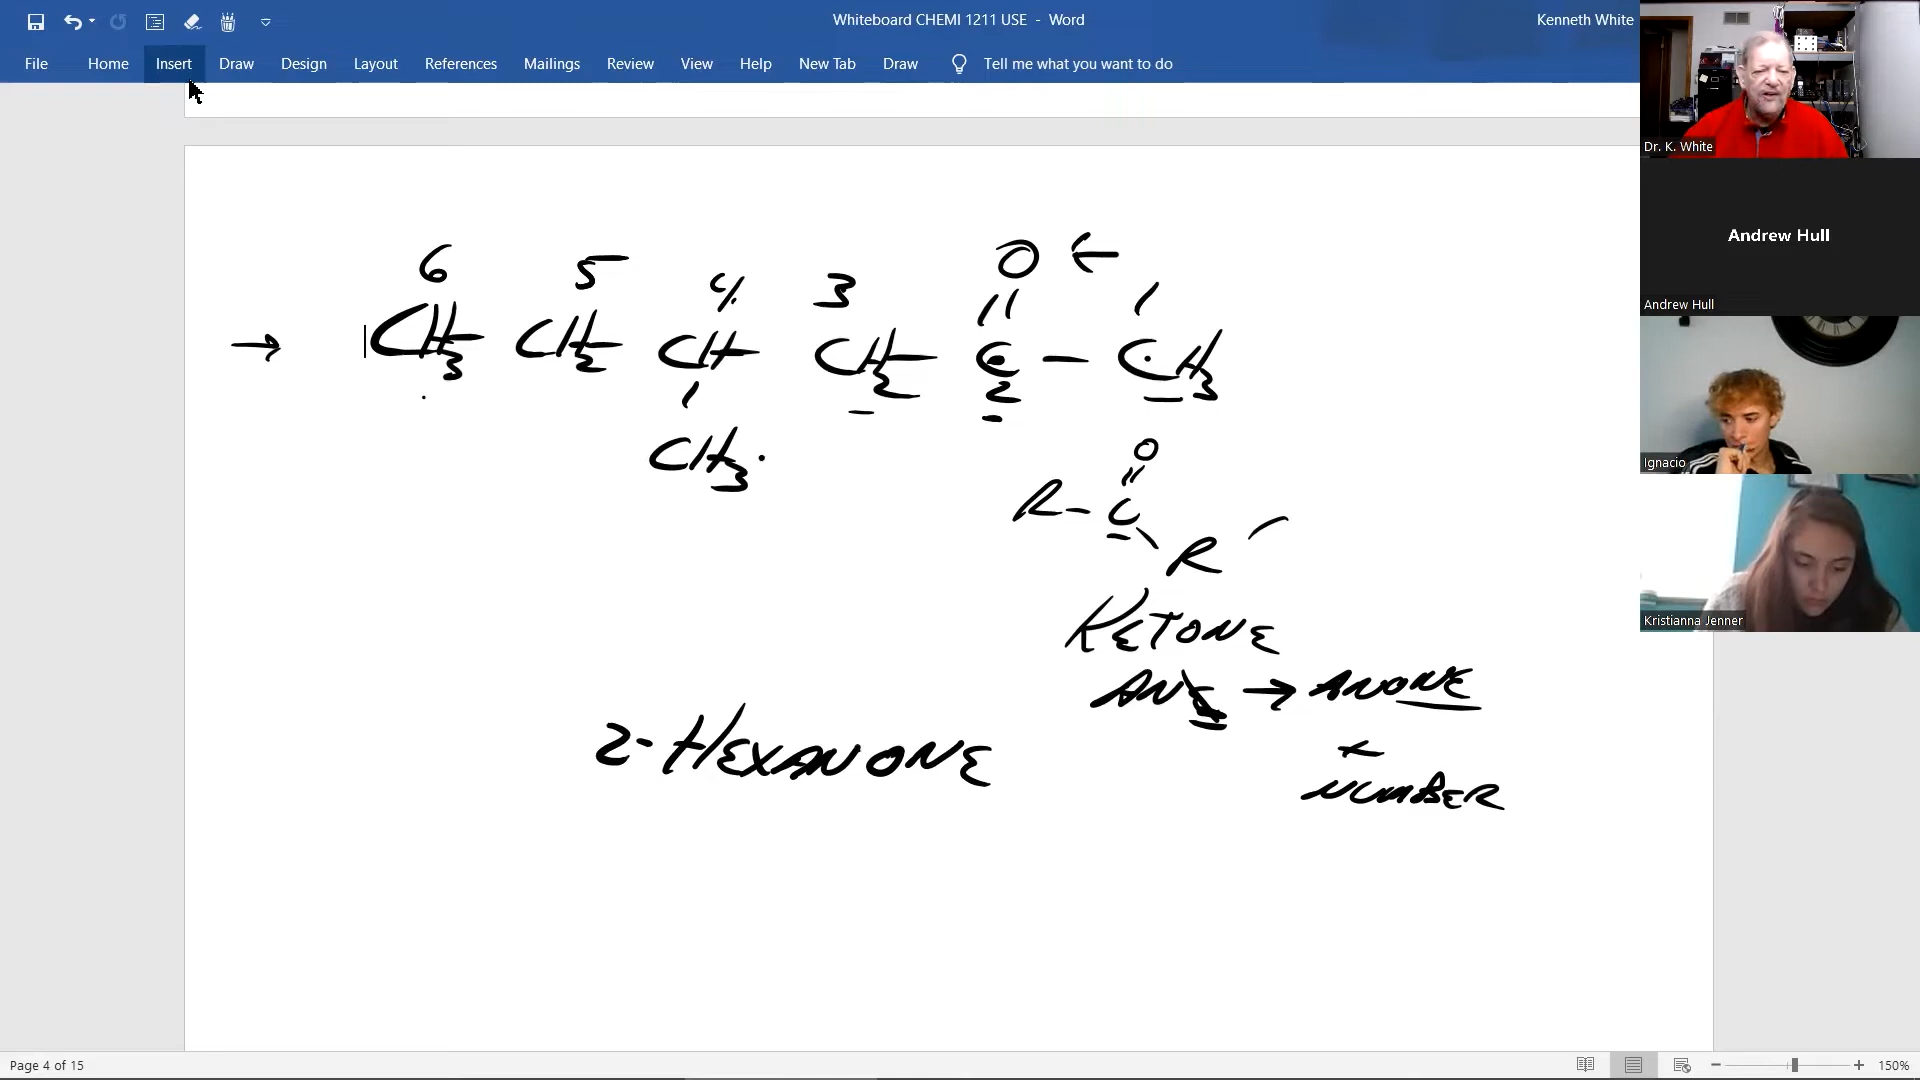 Whiteboard CHEMI 1211 USE - Word
Kenneth White
File Home Insert Draw Design Layout References Mailings Review View Help New Tab Draw Tell me what you want to do
Dr. K. White
Andrew Hull
Andrew Hull
Ignacio
Kristianna Jenner
6 5 4 3 O ← 1
→ CH3 CH2 CH CH2 C — CH3
2
CH3
O
R - C
R ′
KETONE
ANE → ANONE
+
NUMBER
2-HEXANONE
Page 4 of 15
150%